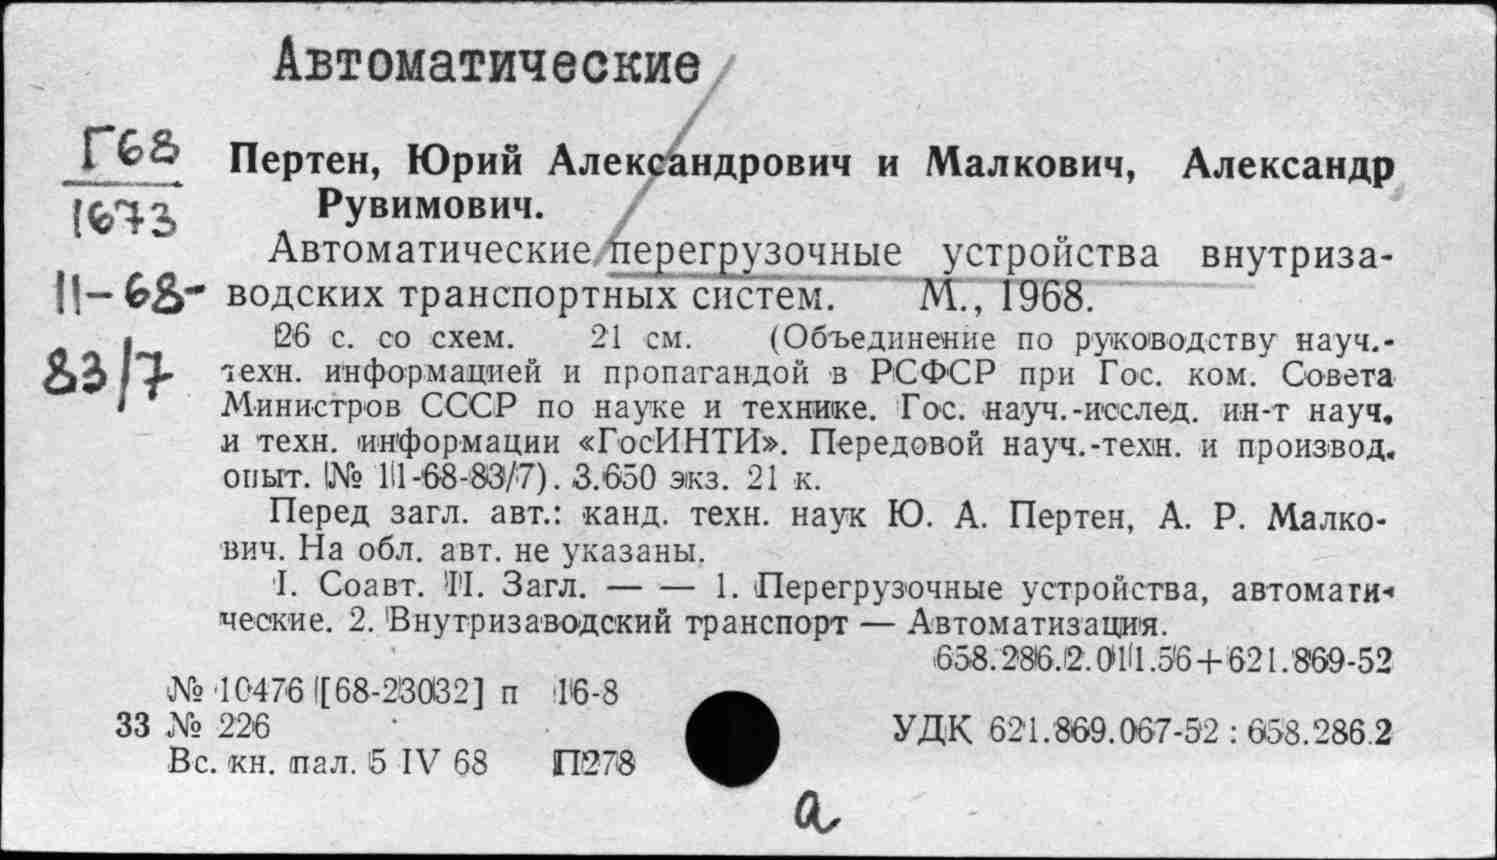 Автоматические
Г68
1673
11-68-
83/7
Пертен, Юрий Александрович и Малкович, Александр
Рувимович.
Автоматические перегрузочные устройства внутриза-
водских транспортных систем. М., 1968.
26 с. со схем. 21 см. (Объединение по руководству науч.-
техн. информацией и пропагандой в РСФСР при Гос. ком. Совета
Министров СССР по науке и технике. Гос. науч.-исслед. ин-т науч.
и техн. информации «ГосИНТИ». Передовой науч.-техн. и производ.
опыт. № 11-68-83/7). 3.650 экз. 21 к.
Перед загл. авт.: канд. техн. наук Ю. А. Пертен, А. Р. Малко-
вич. На обл. авт. не указаны.
I. Соавт. II. Загл. — — 1. Перегрузочные устройства, автомати-
ческие. 2. Внутризаводский транспорт — Автоматизация.
658.286.2.011.56+621.869-52
№ 10476 [68-23032] п 16-8
33 № 226
УДК 621.869.067-52 : 658.286.2
Вс. кн. пал. 5 IV 68 П278
а